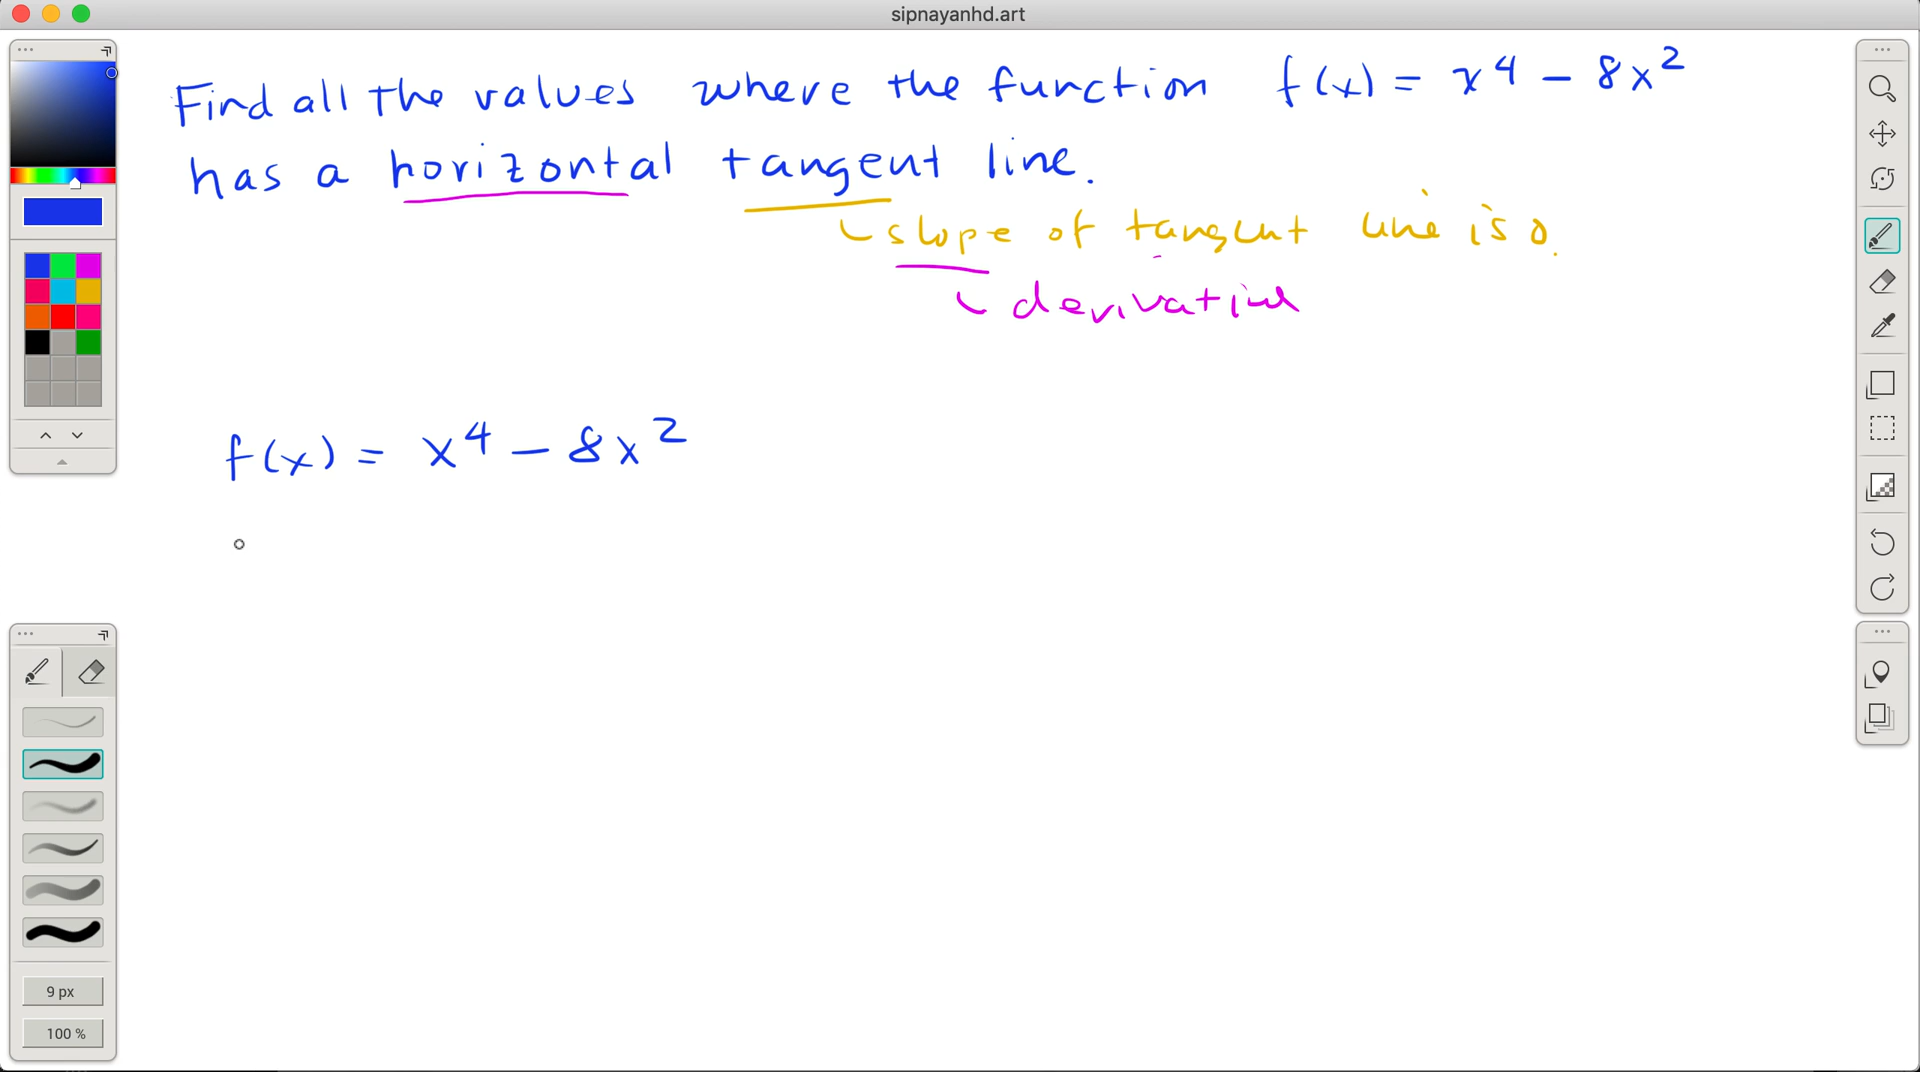 sipnayanhd.art
Find all the values where the function f(x) = x⁴ − 8x²
has a horizontal tangent line.
slope of tangent line is 0.
derivative
f(x) = x⁴ − 8x²
9 px
100 %